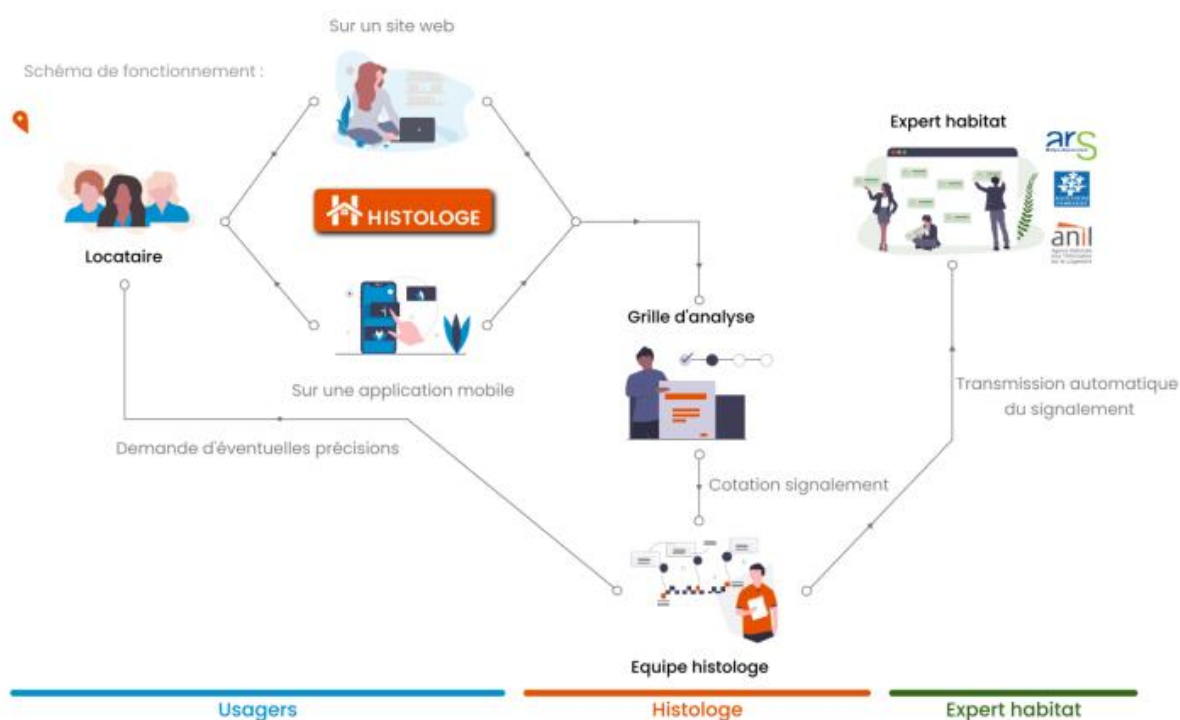 Sur un site web
Schéma de fonctionnement :
Expert habitat
ars
HISTOLOGE
Locataire
anil
Grille d'analyse
Sur une application mobile
Transmission automatique
du signalement
Demande d'éventuelles précisions
Cotation signalement
Equipe histologe
Usagers
Histologe
Expert habitat